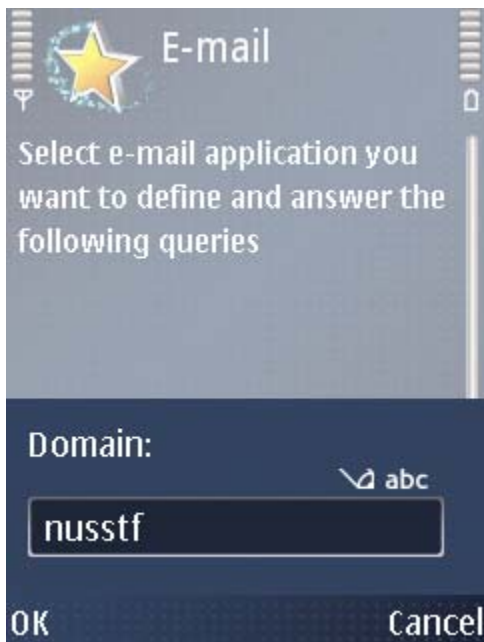 E-mail
Select e-mail application you
want to define and answer the
following queries
Domain:
abc
nusstf
OK Cancel